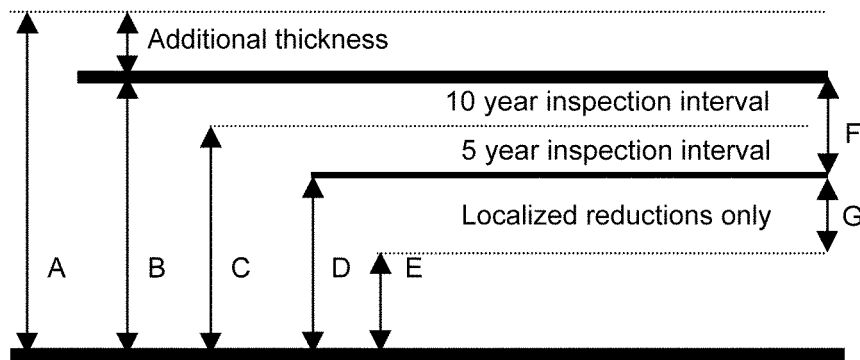 Additional thickness
10 year inspection interval
F
5 year inspection interval
Localized reductions only
G
A
B
C
D
E